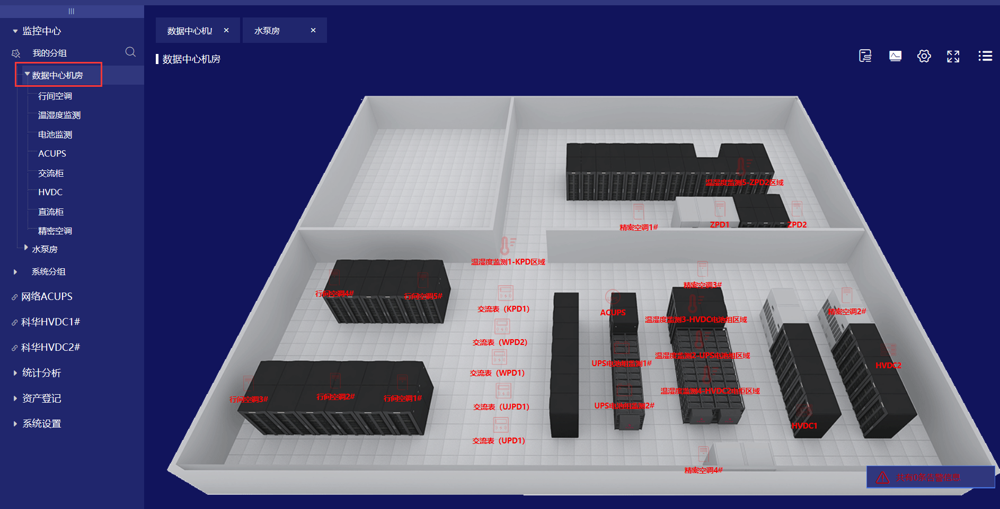 监控中心
我的分组
数据中心机房
行间空调
温湿度监测
电池监测
ACUPS
交流柜
HVDC
直流柜
精密空调
水泵房
系统分组
网络ACUPS
科华HVDC1#
科华HVDC2#
统计分析
资产登记
系统设置
数据中心机
水泵房
数据中心机房
温湿度监测5-ZPD2区域
精密空调1#
ZPD1
ZPD2
温湿度监测1-KPD区域
行间空调4#
行间空调5#
交流表（KPD1）
交流表（WPD2）
交流表（WPD1）
交流表（UJPD1）
交流表（UPD1）
行间空调3#
行间空调2#
行间空调1#
精密空调3#
ACUPS
温湿度监测3-HVDC电池组区域
精密空调2#
温湿度监测2-UPS电池组区域
UPS电池组监测1#
HVDC2
温湿度监测4-HVDC2电柜区域
UPS电池组监测2#
HVDC1
精密空调4#
共有0条告警信息